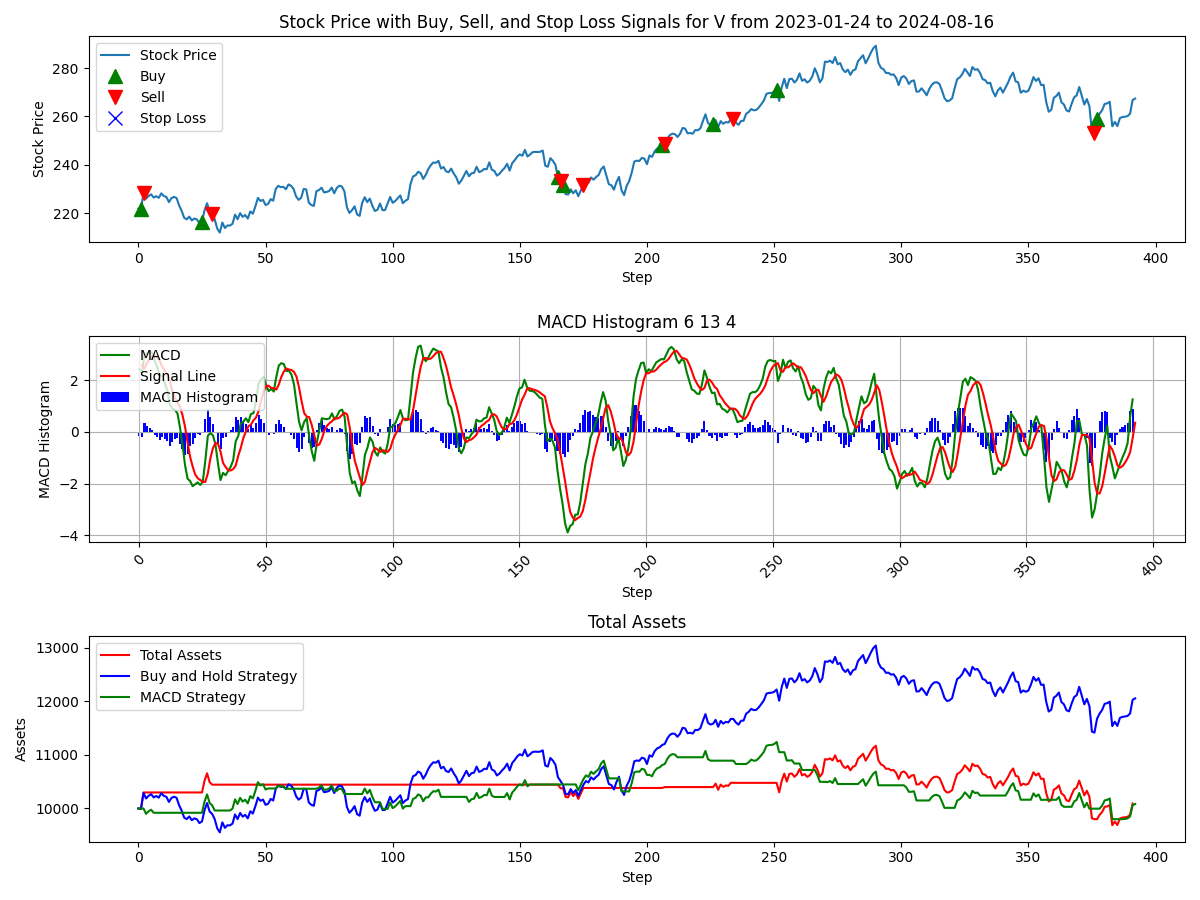 Stock Price with Buy, Sell, and Stop Loss Signals for V from 2023-01-24 to 2024-08-16
Stock Price
Buy
Sell
Stop Loss
Stock Price
280
260
240
220
0 50 100 150 200 250 300 350 400
Step
MACD Histogram 6 13 4
MACD
Signal Line
MACD Histogram
MACD Histogram
2
0
−2
−4
0 50 100 150 200 250 300 350 400
Step
Total Assets
Total Assets
Buy and Hold Strategy
MACD Strategy
Assets
13000
12000
11000
10000
0 50 100 150 200 250 300 350 400
Step